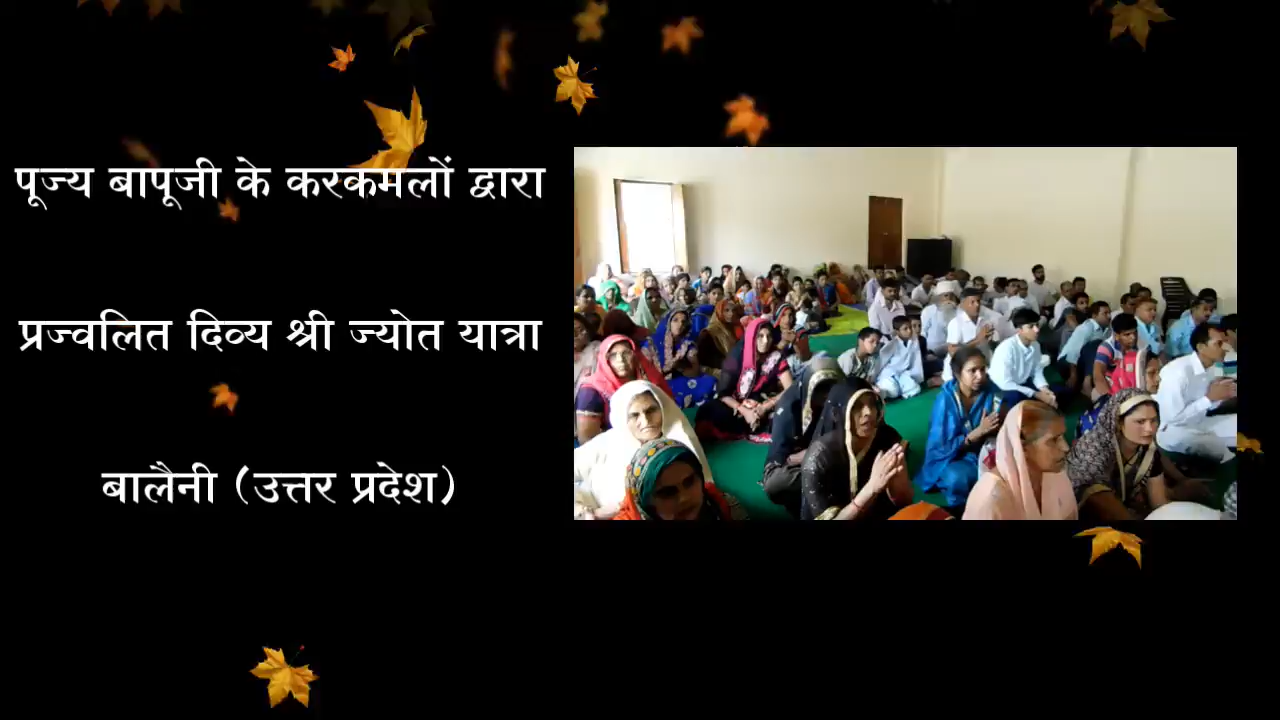 पूज्य बापूजी के करकमलों द्वारा
प्रज्वलित दिव्य श्री ज्योत यात्रा
बालैनी (उत्तर प्रदेश)